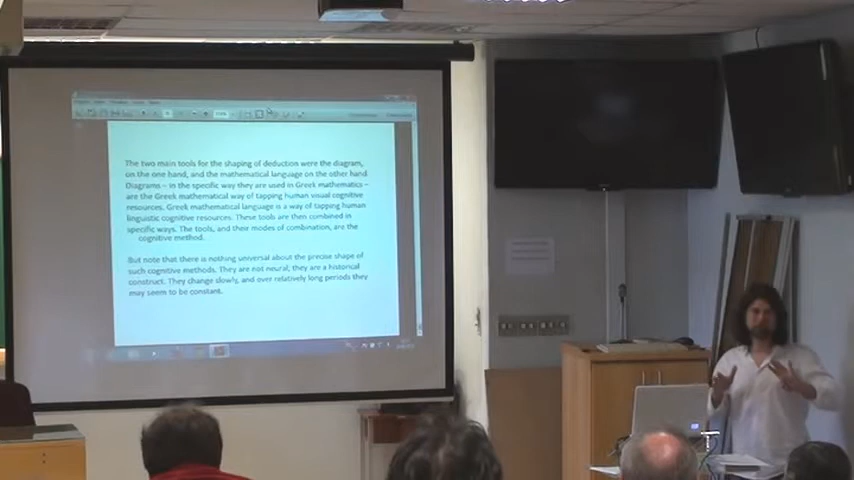 The two main tools for the shaping of deduction were the diagram,
on the one hand, and the mathematical language on the other hand.
Diagrams – in the specific way they are used in Greek mathematics –
are the Greek mathematical way of tapping human visual cognitive
resources. Greek mathematical language is a way of tapping human
linguistic cognitive resources. These tools are then combined in
specific ways. The tools, and their modes of combination, are the
cognitive method.
But note that there is nothing universal about the precise shape of
such cognitive methods. They are not neural; they are a historical
construct. They change slowly, and over relatively long periods they
may seem to be constant.